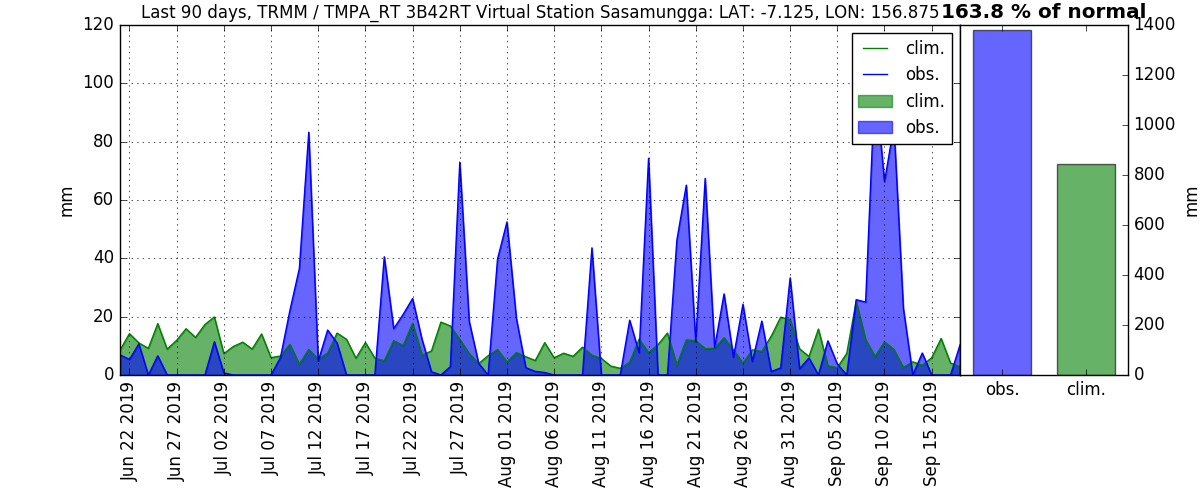 Last 90 days, TRMM / TMPA_RT 3B42RT Virtual Station Sasamungga: LAT: -7.125, LON: 156.875
163.8 % of normal
clim.
obs.
clim.
obs.
120
100
80
60
40
20
0
mm
1400
1200
1000
800
600
400
200
0
mm
obs.
clim.
Jun 22 2019
Jun 27 2019
Jul 02 2019
Jul 07 2019
Jul 12 2019
Jul 17 2019
Jul 22 2019
Jul 27 2019
Aug 01 2019
Aug 06 2019
Aug 11 2019
Aug 16 2019
Aug 21 2019
Aug 26 2019
Aug 31 2019
Sep 05 2019
Sep 10 2019
Sep 15 2019